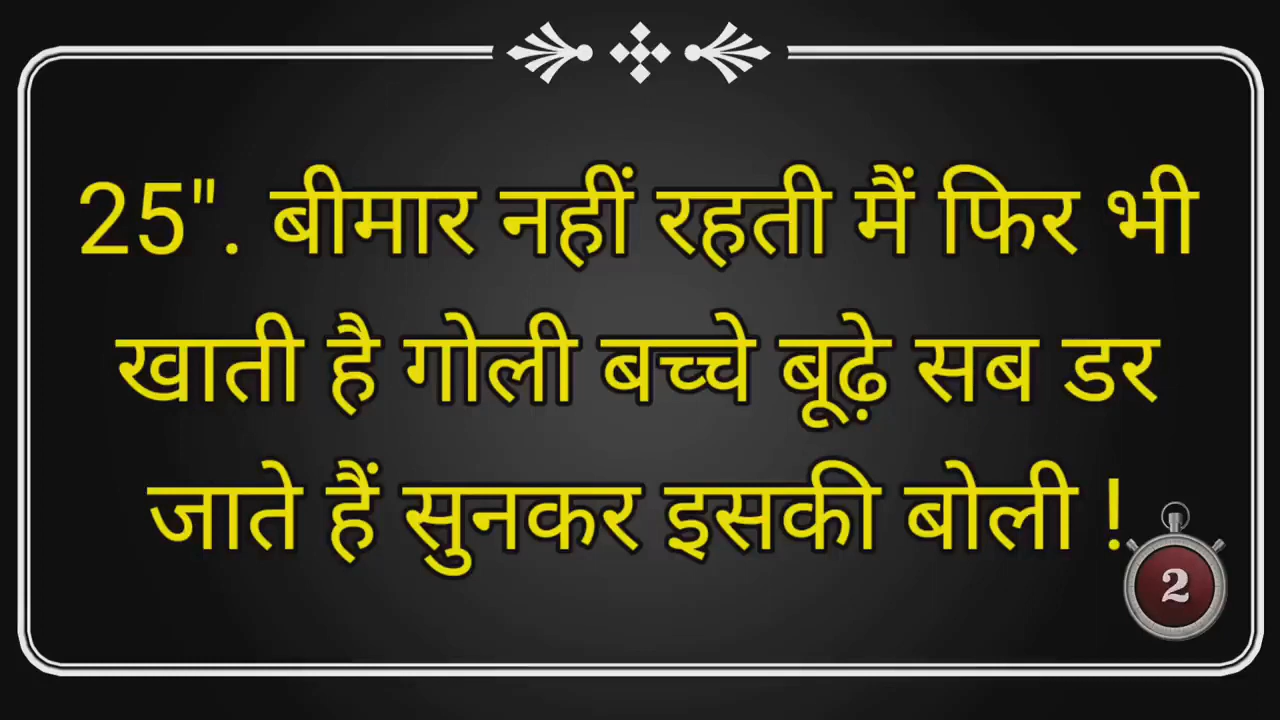 25". बीमार नहीं रहती मैं फिर भी
खाती है गोली बच्चे बूढ़े सब डर
जाते हैं सुनकर इसकी बोली !
2